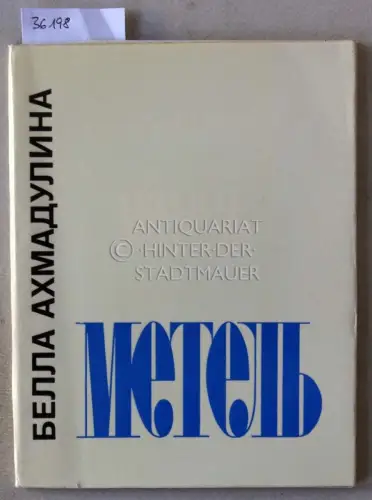 36198
БЕЛЛА АХМАДУЛИНА
ANTIQUARIAT
© ·HINTER·DER·
STADTMAUER
метель